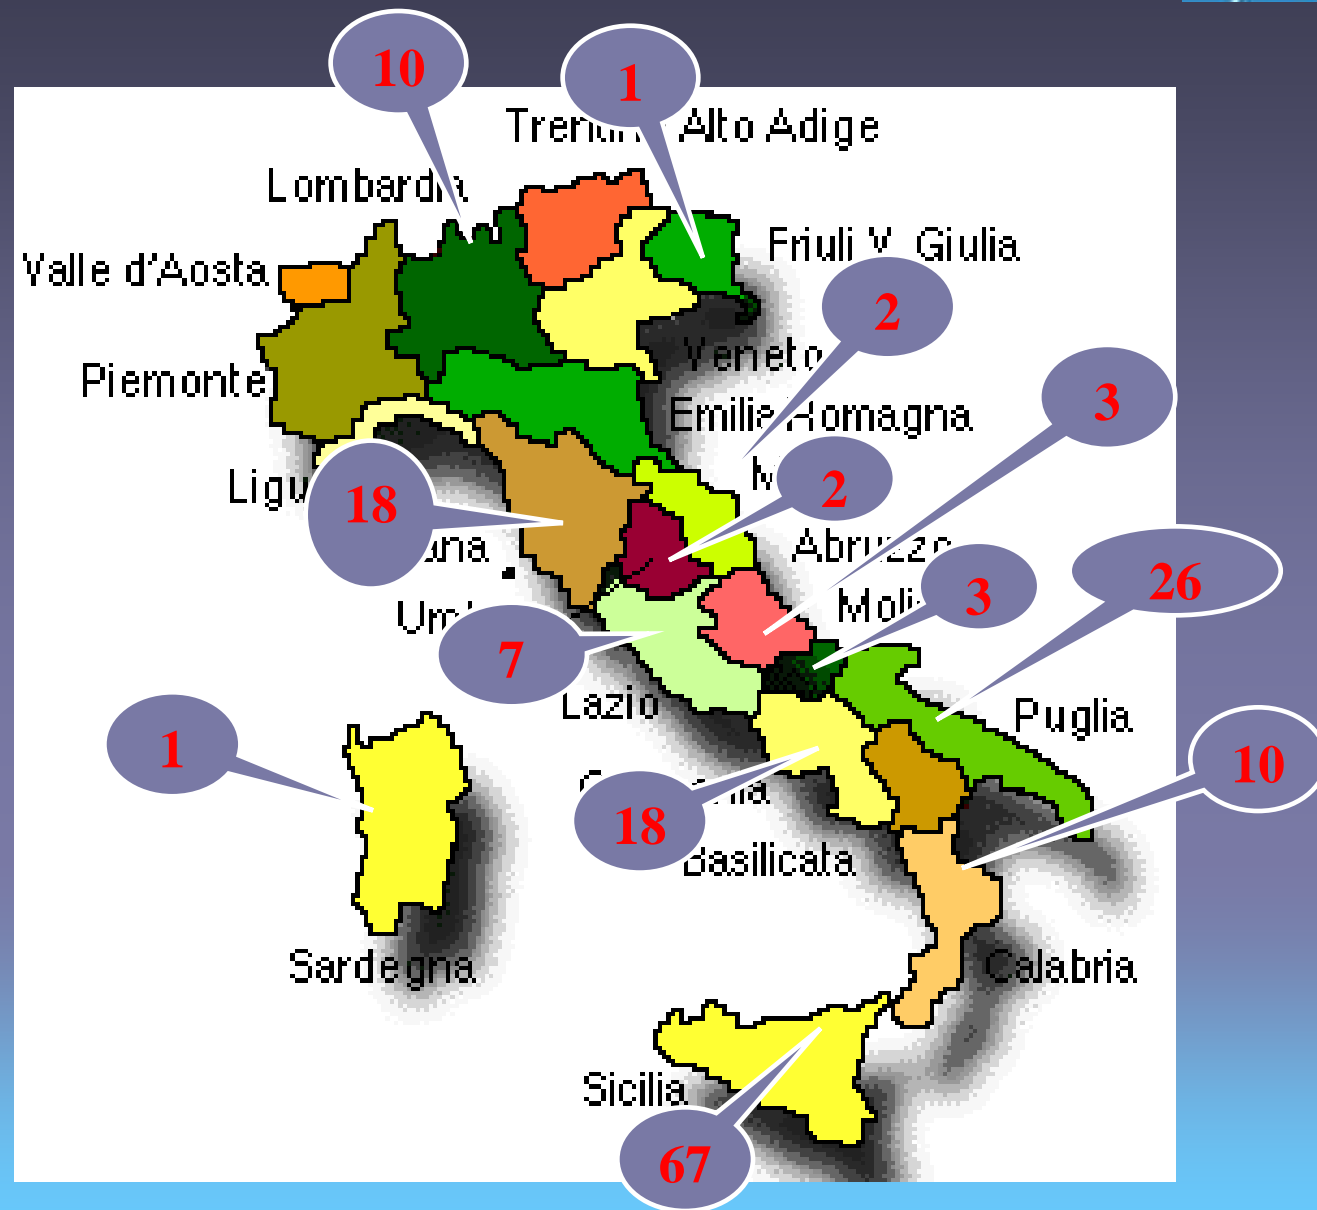 10
1
Alto Adige
Lombardia
Friuli V. Giulia
Valle d'Aosta
2
Veneto
Piemonte
3
Emilia Romagna
2
18
Abruzzo
26
3
7
Lazio
Puglia
1
10
18
Basilicata
Sardegna
Calabria
Sicilia
67